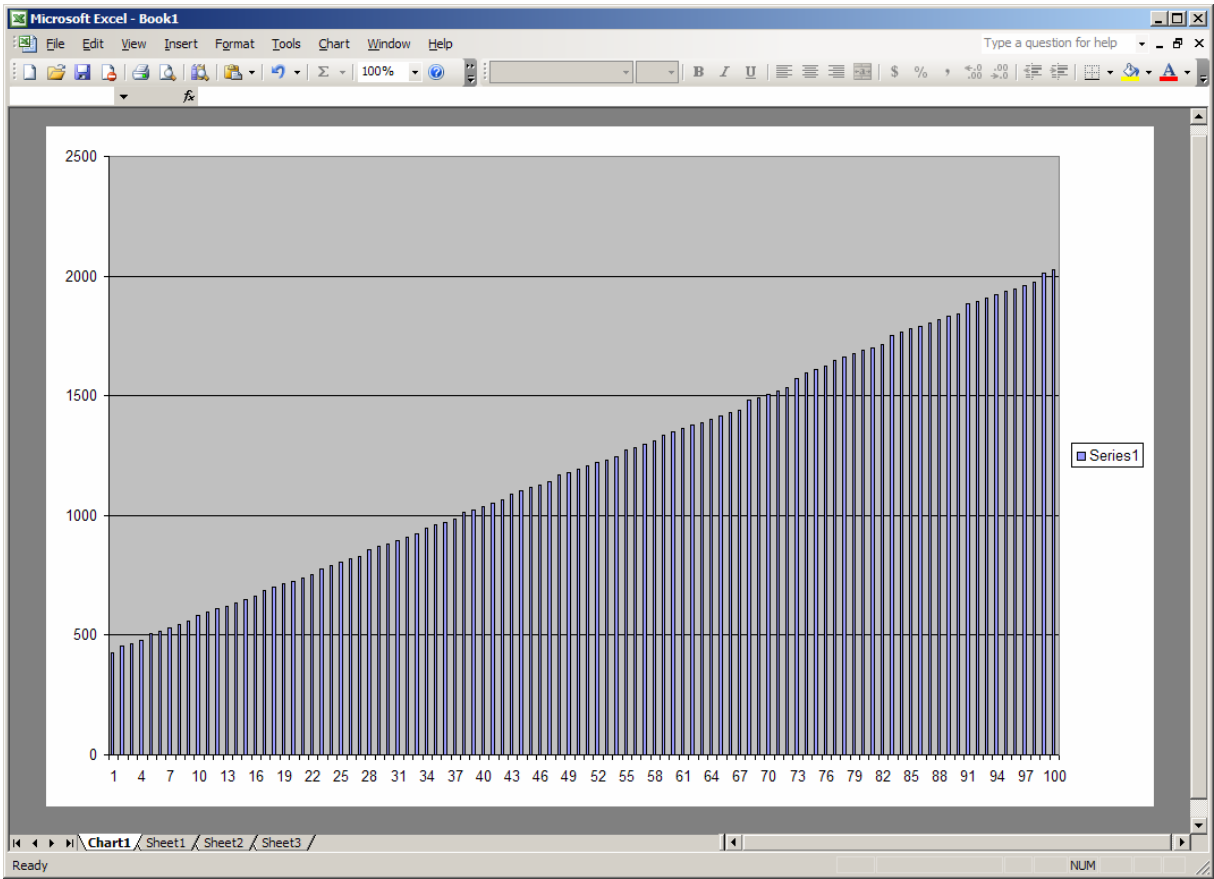 Microsoft Excel - Book1
File Edit View Insert Format Tools Chart Window Help Type a question for help
100% B I U $ % , .00 .00 A
fx
2500
2000
1500
1000
500
0
Series1
1 4 7 10 13 16 19 22 25 28 31 34 37 40 43 46 49 52 55 58 61 64 67 70 73 76 79 82 85 88 91 94 97 100
Chart1 Sheet1 Sheet2 Sheet3
Ready NUM